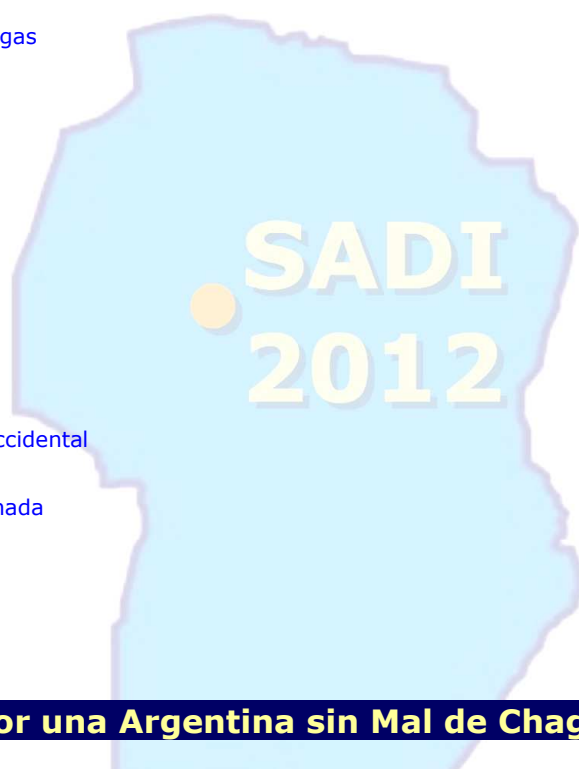 gas
SADI
2012
ccidental
nada
or una Argentina sin Mal de Chag